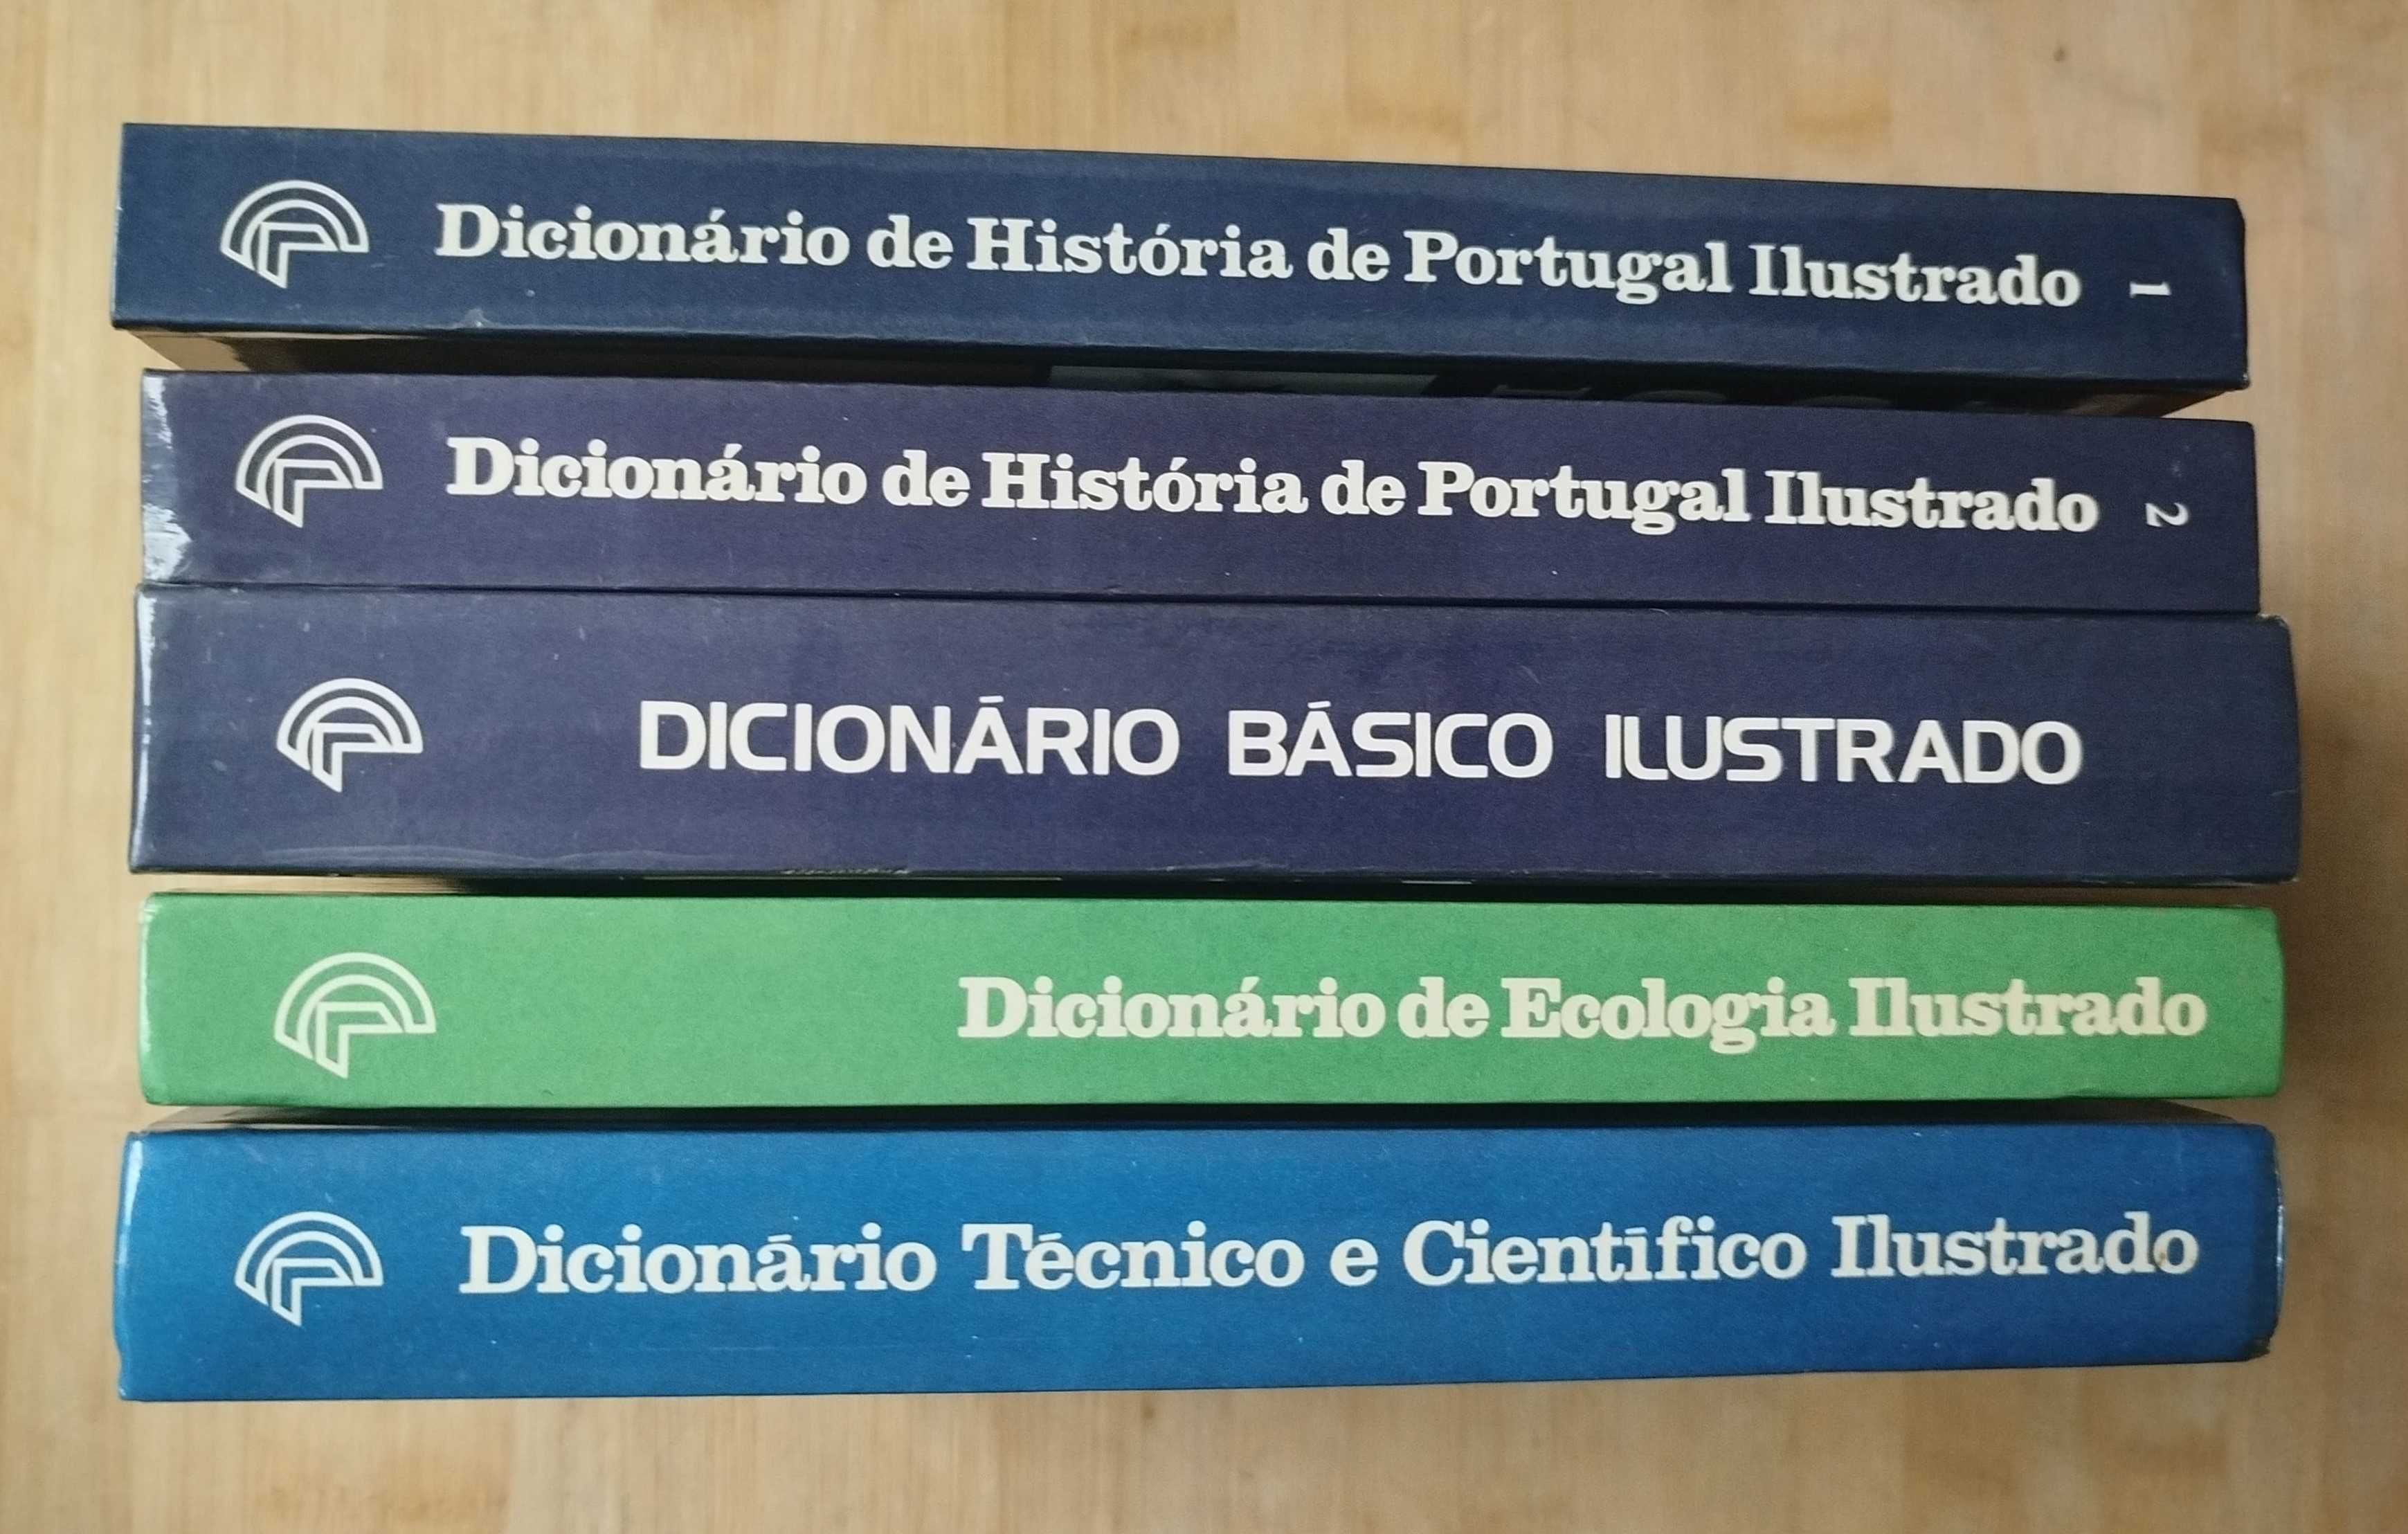 Dicionário de História de Portugal Ilustrado 1
Dicionário de História de Portugal Ilustrado 2
DICIONÁRIO BÁSICO ILUSTRADO
Dicionário de Ecologia Ilustrado
Dicionário Técnico e Científico Ilustrado